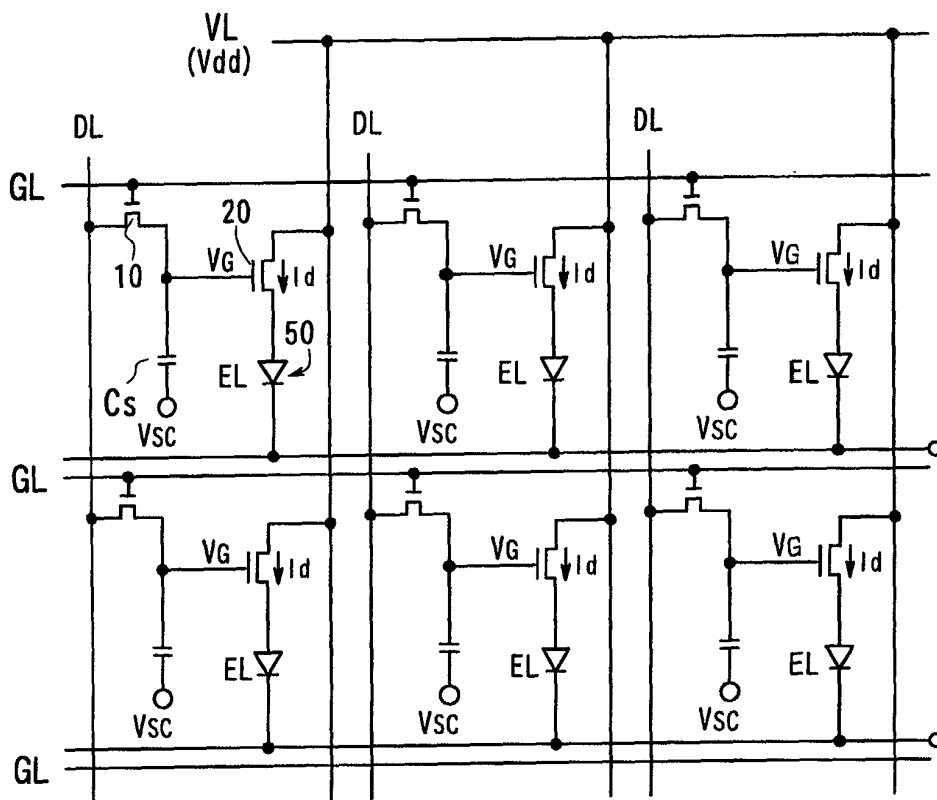 VL
(Vdd)
DL DL DL
GL
20
10 VG Id VG Id VG Id
50
Cs EL EL EL
VSC VSC VSC
GL
VG Id VG Id VG Id
EL EL EL
VSC VSC VSC
GL